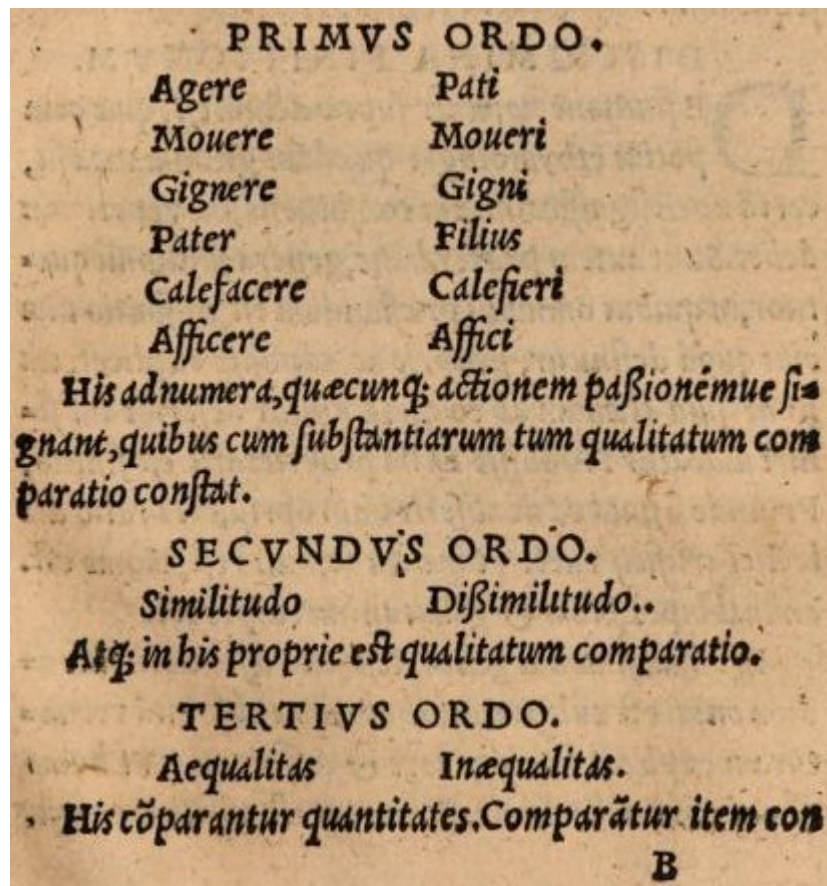 PRIMVS ORDO.
Agere Pati
Mouere Moueri
Gignere Gigni
Pater Filius
Calefacere Calefieri
Afficere Affici
His adnumera,quæcunq; actionem paßionémue ſi-
gnant,quibus cum ſubſtantiarum tum qualitatum com
paratio conſtat.
SECVNDVS ORDO.
Similitudo Dißimilitudo..
Atq; in his proprie est qualitatum comparatio.
TERTIVS ORDO.
Aequalitas Inæqualitas.
His cõparantur quantitates.Comparãtur item con
B